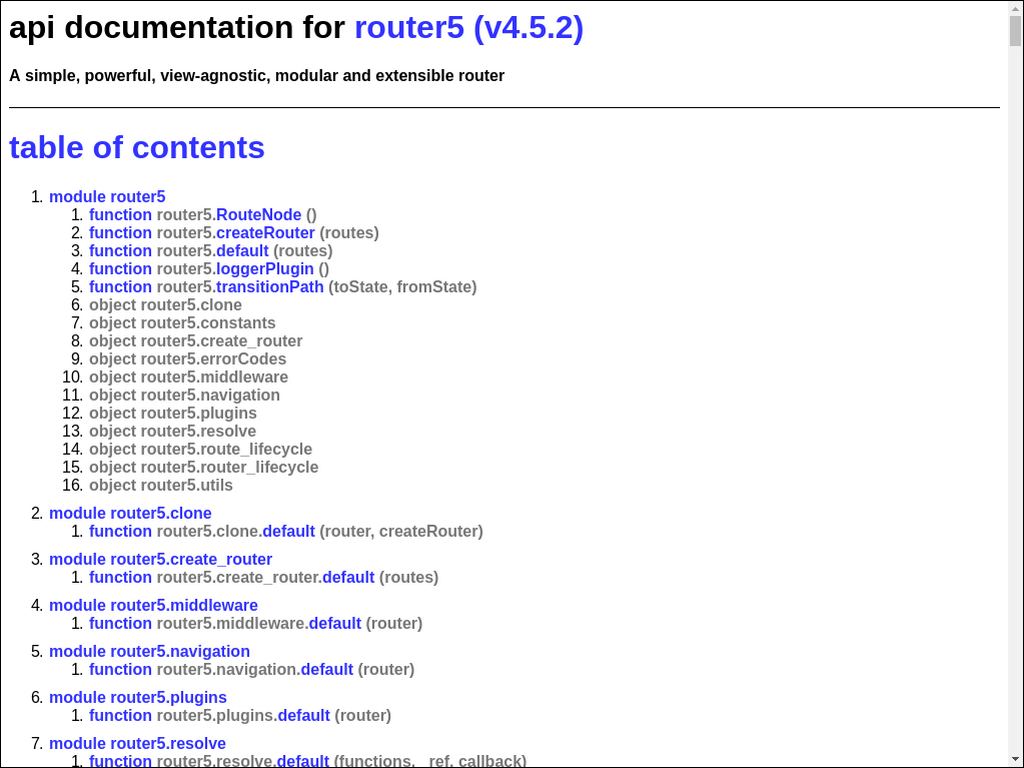 api documentation for router5 (v4.5.2)
A simple, powerful, view-agnostic, modular and extensible router
table of contents
1. module router5
1. function router5.RouteNode ()
2. function router5.createRouter (routes)
3. function router5.default (routes)
4. function router5.loggerPlugin ()
5. function router5.transitionPath (toState, fromState)
6. object router5.clone
7. object router5.constants
8. object router5.create_router
9. object router5.errorCodes
10. object router5.middleware
11. object router5.navigation
12. object router5.plugins
13. object router5.resolve
14. object router5.route_lifecycle
15. object router5.router_lifecycle
16. object router5.utils
2. module router5.clone
1. function router5.clone.default (router, createRouter)
3. module router5.create_router
1. function router5.create_router.default (routes)
4. module router5.middleware
1. function router5.middleware.default (router)
5. module router5.navigation
1. function router5.navigation.default (router)
6. module router5.plugins
1. function router5.plugins.default (router)
7. module router5.resolve
1. function router5.resolve.default (functions, _ref, callback)